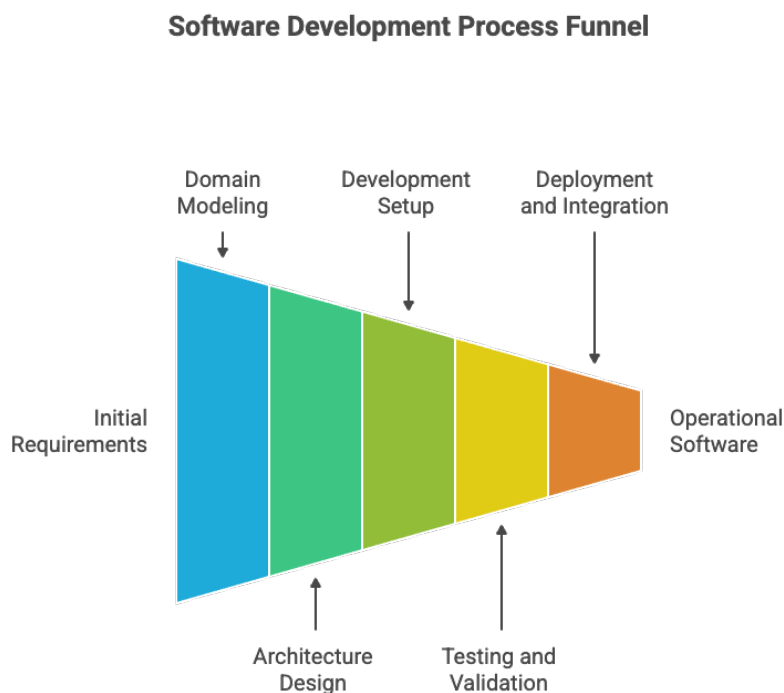 Software Development Process Funnel
Domain
Modeling
Development
Setup
Deployment
and Integration
Initial
Requirements
Operational
Software
Architecture
Design
Testing and
Validation